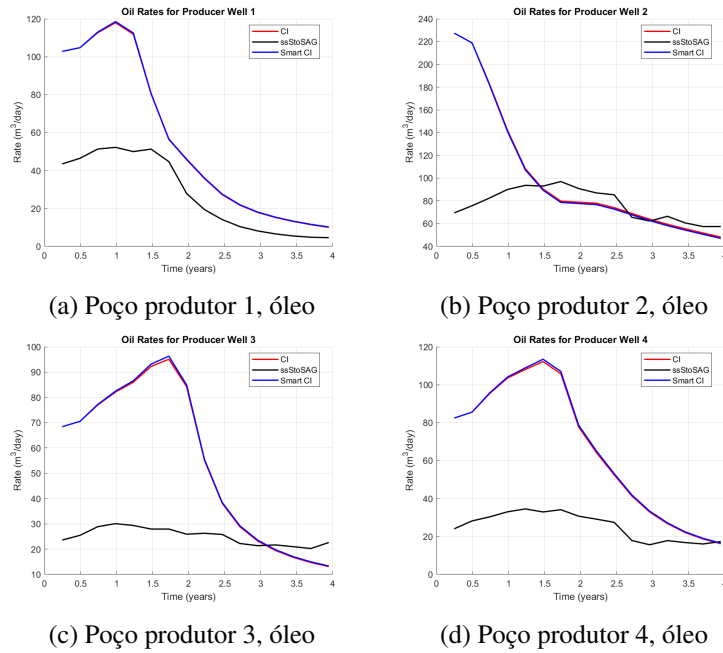 Oil Rates for Producer Well 1
120
100
80
60
40
20
0
Rate (m³/day)
0 0.5 1 1.5 2 2.5 3 3.5 4
Time (years)
CI
ssStoSAG
Smart CI
(a) Poço produtor 1, óleo
Oil Rates for Producer Well 2
240
220
200
180
160
140
120
100
80
60
40
Rate (m³/day)
0 0.5 1 1.5 2 2.5 3 3.5 4
Time (years)
CI
ssStoSAG
Smart CI
(b) Poço produtor 2, óleo
Oil Rates for Producer Well 3
100
90
80
70
60
50
40
30
20
10
Rate (m³/day)
0 0.5 1 1.5 2 2.5 3 3.5 4
Time (years)
CI
ssStoSAG
Smart CI
(c) Poço produtor 3, óleo
Oil Rates for Producer Well 4
120
100
80
60
40
20
0
Rate (m³/day)
0 0.5 1 1.5 2 2.5 3 3.5 4
Time (years)
CI
ssStoSAG
Smart CI
(d) Poço produtor 4, óleo